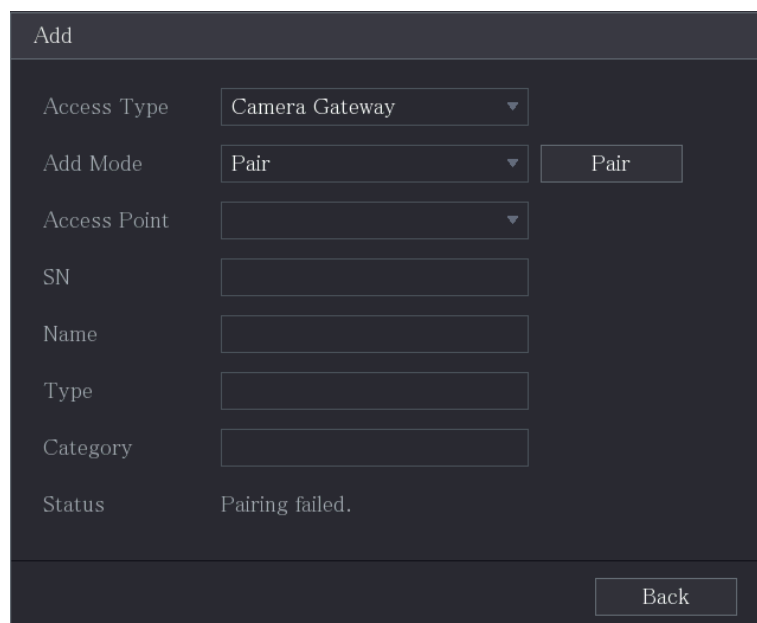 Add
Access Type Camera Gateway
Add Mode Pair Pair
Access Point
SN
Name
Type
Category
Status Pairing failed.
Back